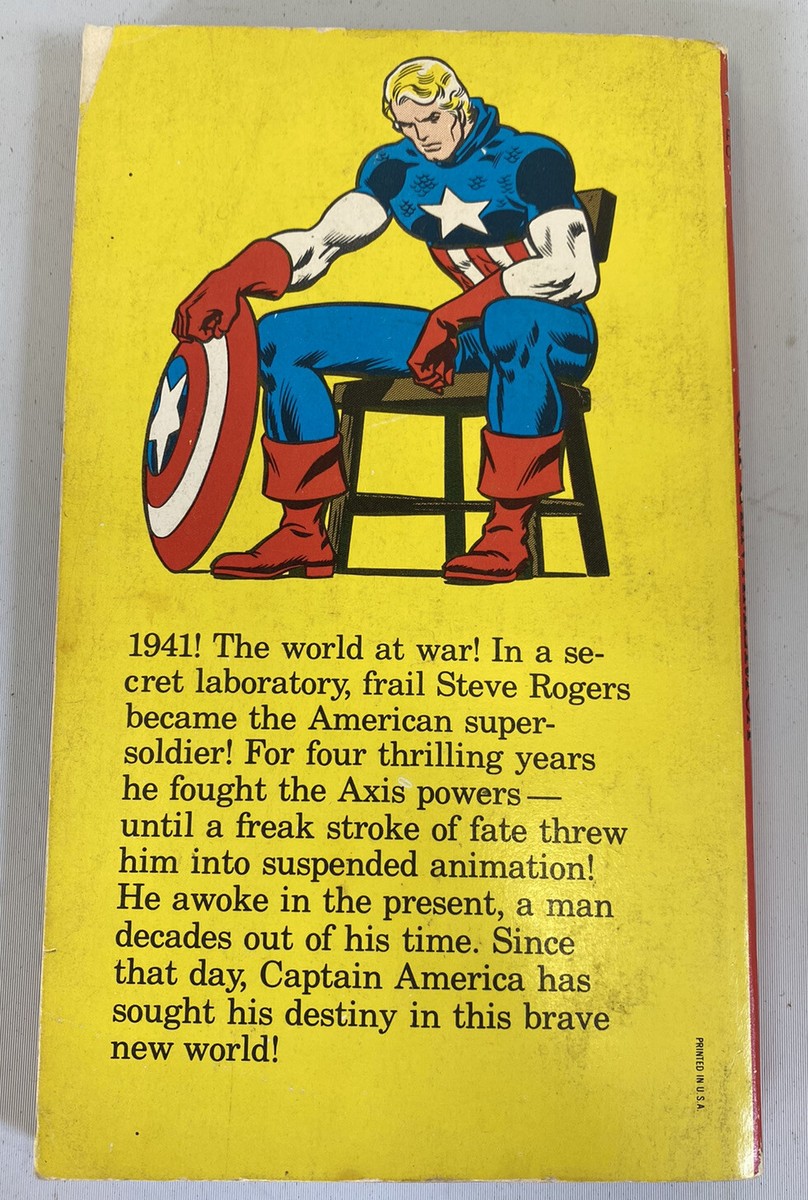 1941! The world at war! In a se-
cret laboratory, frail Steve Rogers
became the American super-
soldier! For four thrilling years
he fought the Axis powers —
until a freak stroke of fate threw
him into suspended animation!
He awoke in the present, a man
decades out of his time. Since
that day, Captain America has
sought his destiny in this brave
new world!
PRINTED IN U.S.A.